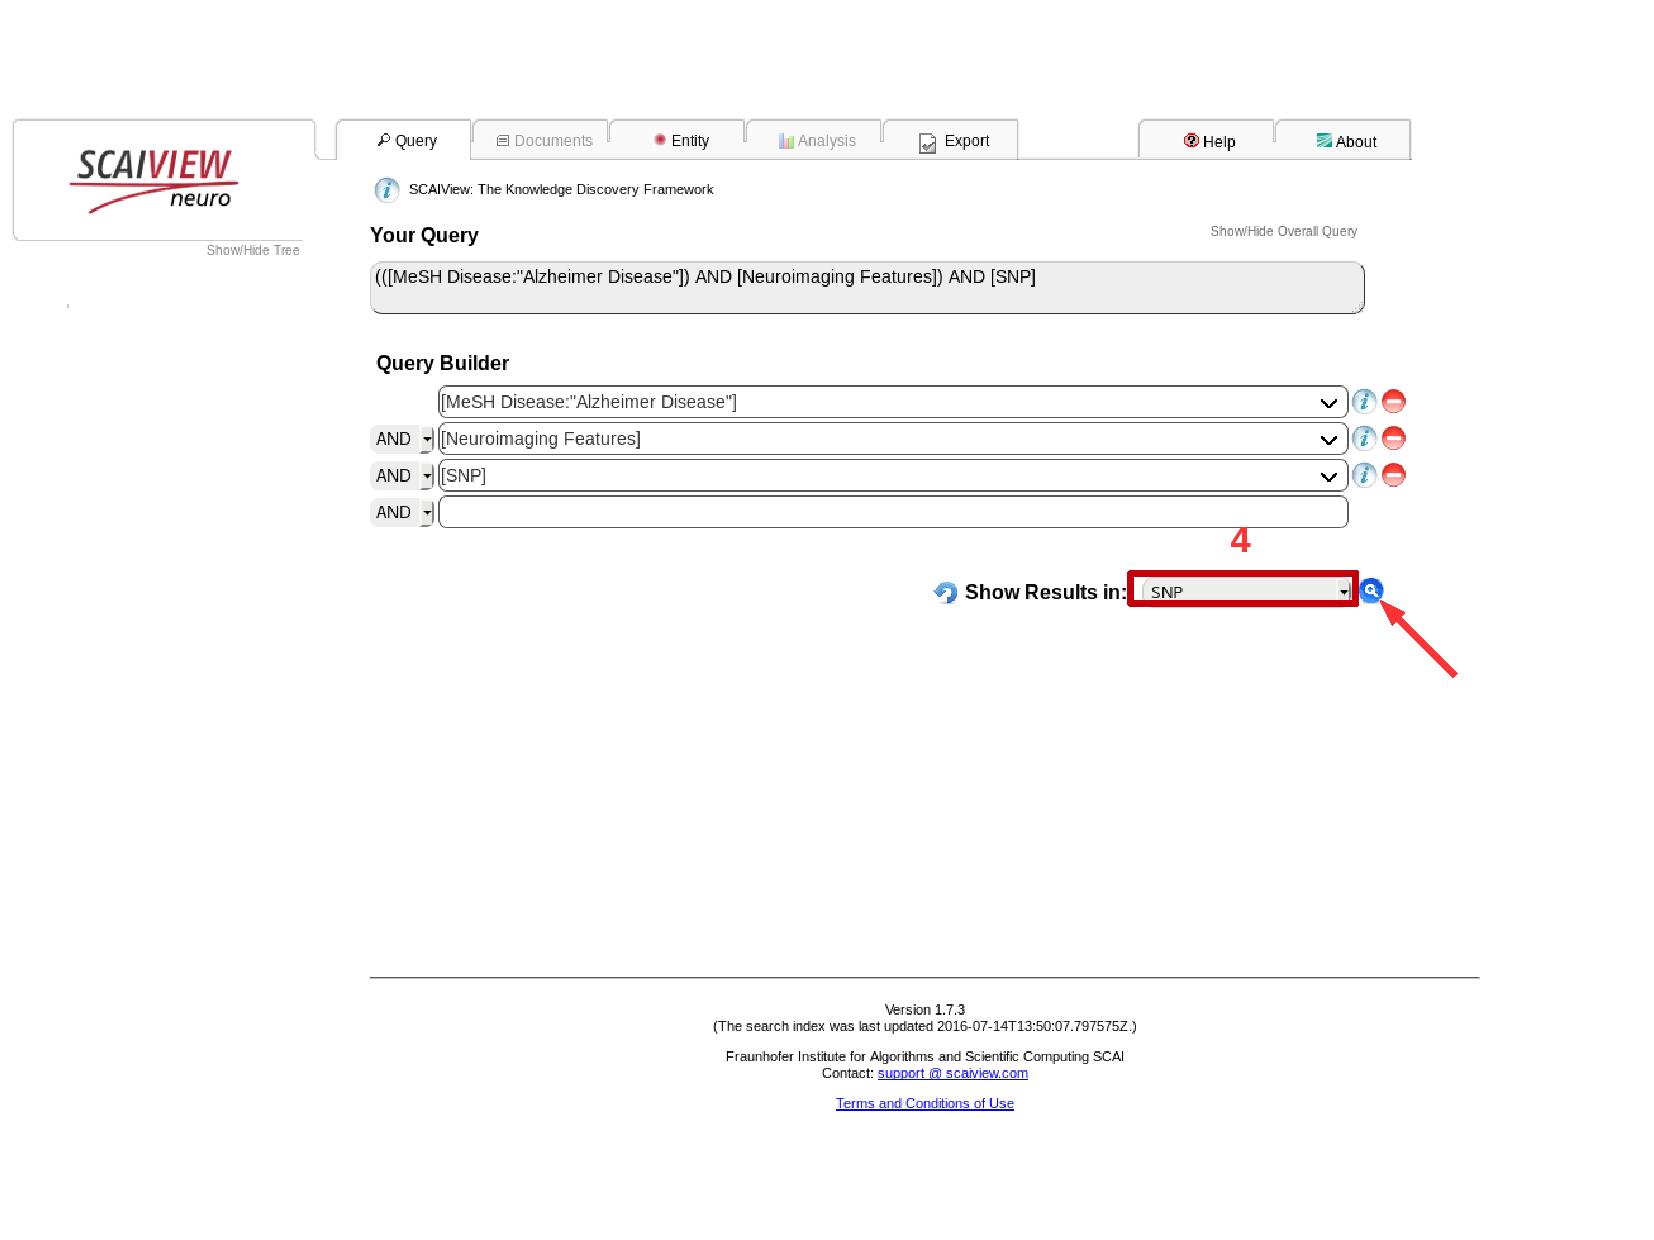 SCAIVIEW
neuro
Show/Hide Tree
Query
Documents
Entity
Analysis
Export
Help
About
SCAIView: The Knowledge Discovery Framework
Your Query
Show/Hide Overall Query
(([MeSH Disease:"Alzheimer Disease"]) AND [Neuroimaging Features]) AND [SNP]
Query Builder
[MeSH Disease:"Alzheimer Disease"]
AND [Neuroimaging Features]
AND [SNP]
AND
4
Show Results in: SNP
Version 1.7.3
(The search index was last updated 2016-07-14T13:50:07.797575Z.)
Fraunhofer Institute for Algorithms and Scientific Computing SCAI
Contact: support @ scaiview.com
Terms and Conditions of Use